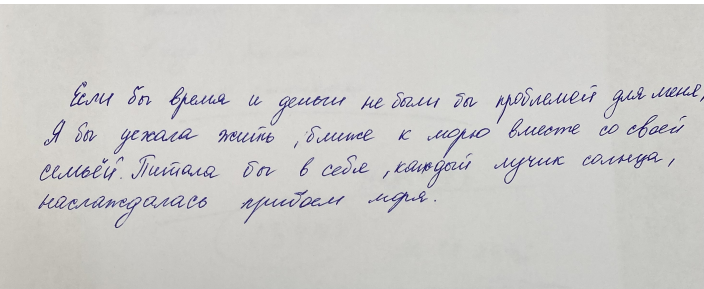 Если бы время и деньги не были бы проблемой для меня,
Я бы уехала жить, ближе к морю вместе со своей
семьёй. Питала бы в себя, каждый лучик солнца,
наслаждалась прибоем моря.